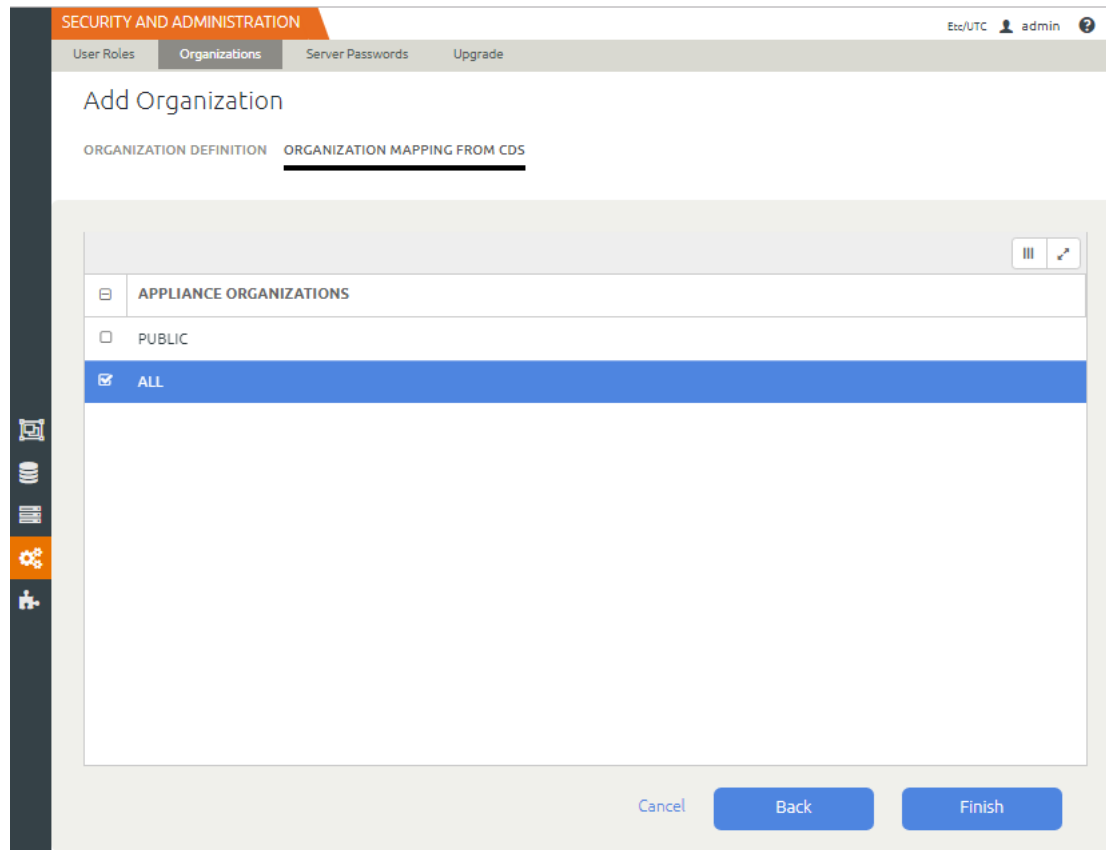 SECURITY AND ADMINISTRATION
Etc/UTC admin
User Roles Organizations Server Passwords Upgrade
Add Organization
ORGANIZATION DEFINITION ORGANIZATION MAPPING FROM CDS
APPLIANCE ORGANIZATIONS
PUBLIC
ALL
Cancel Back Finish